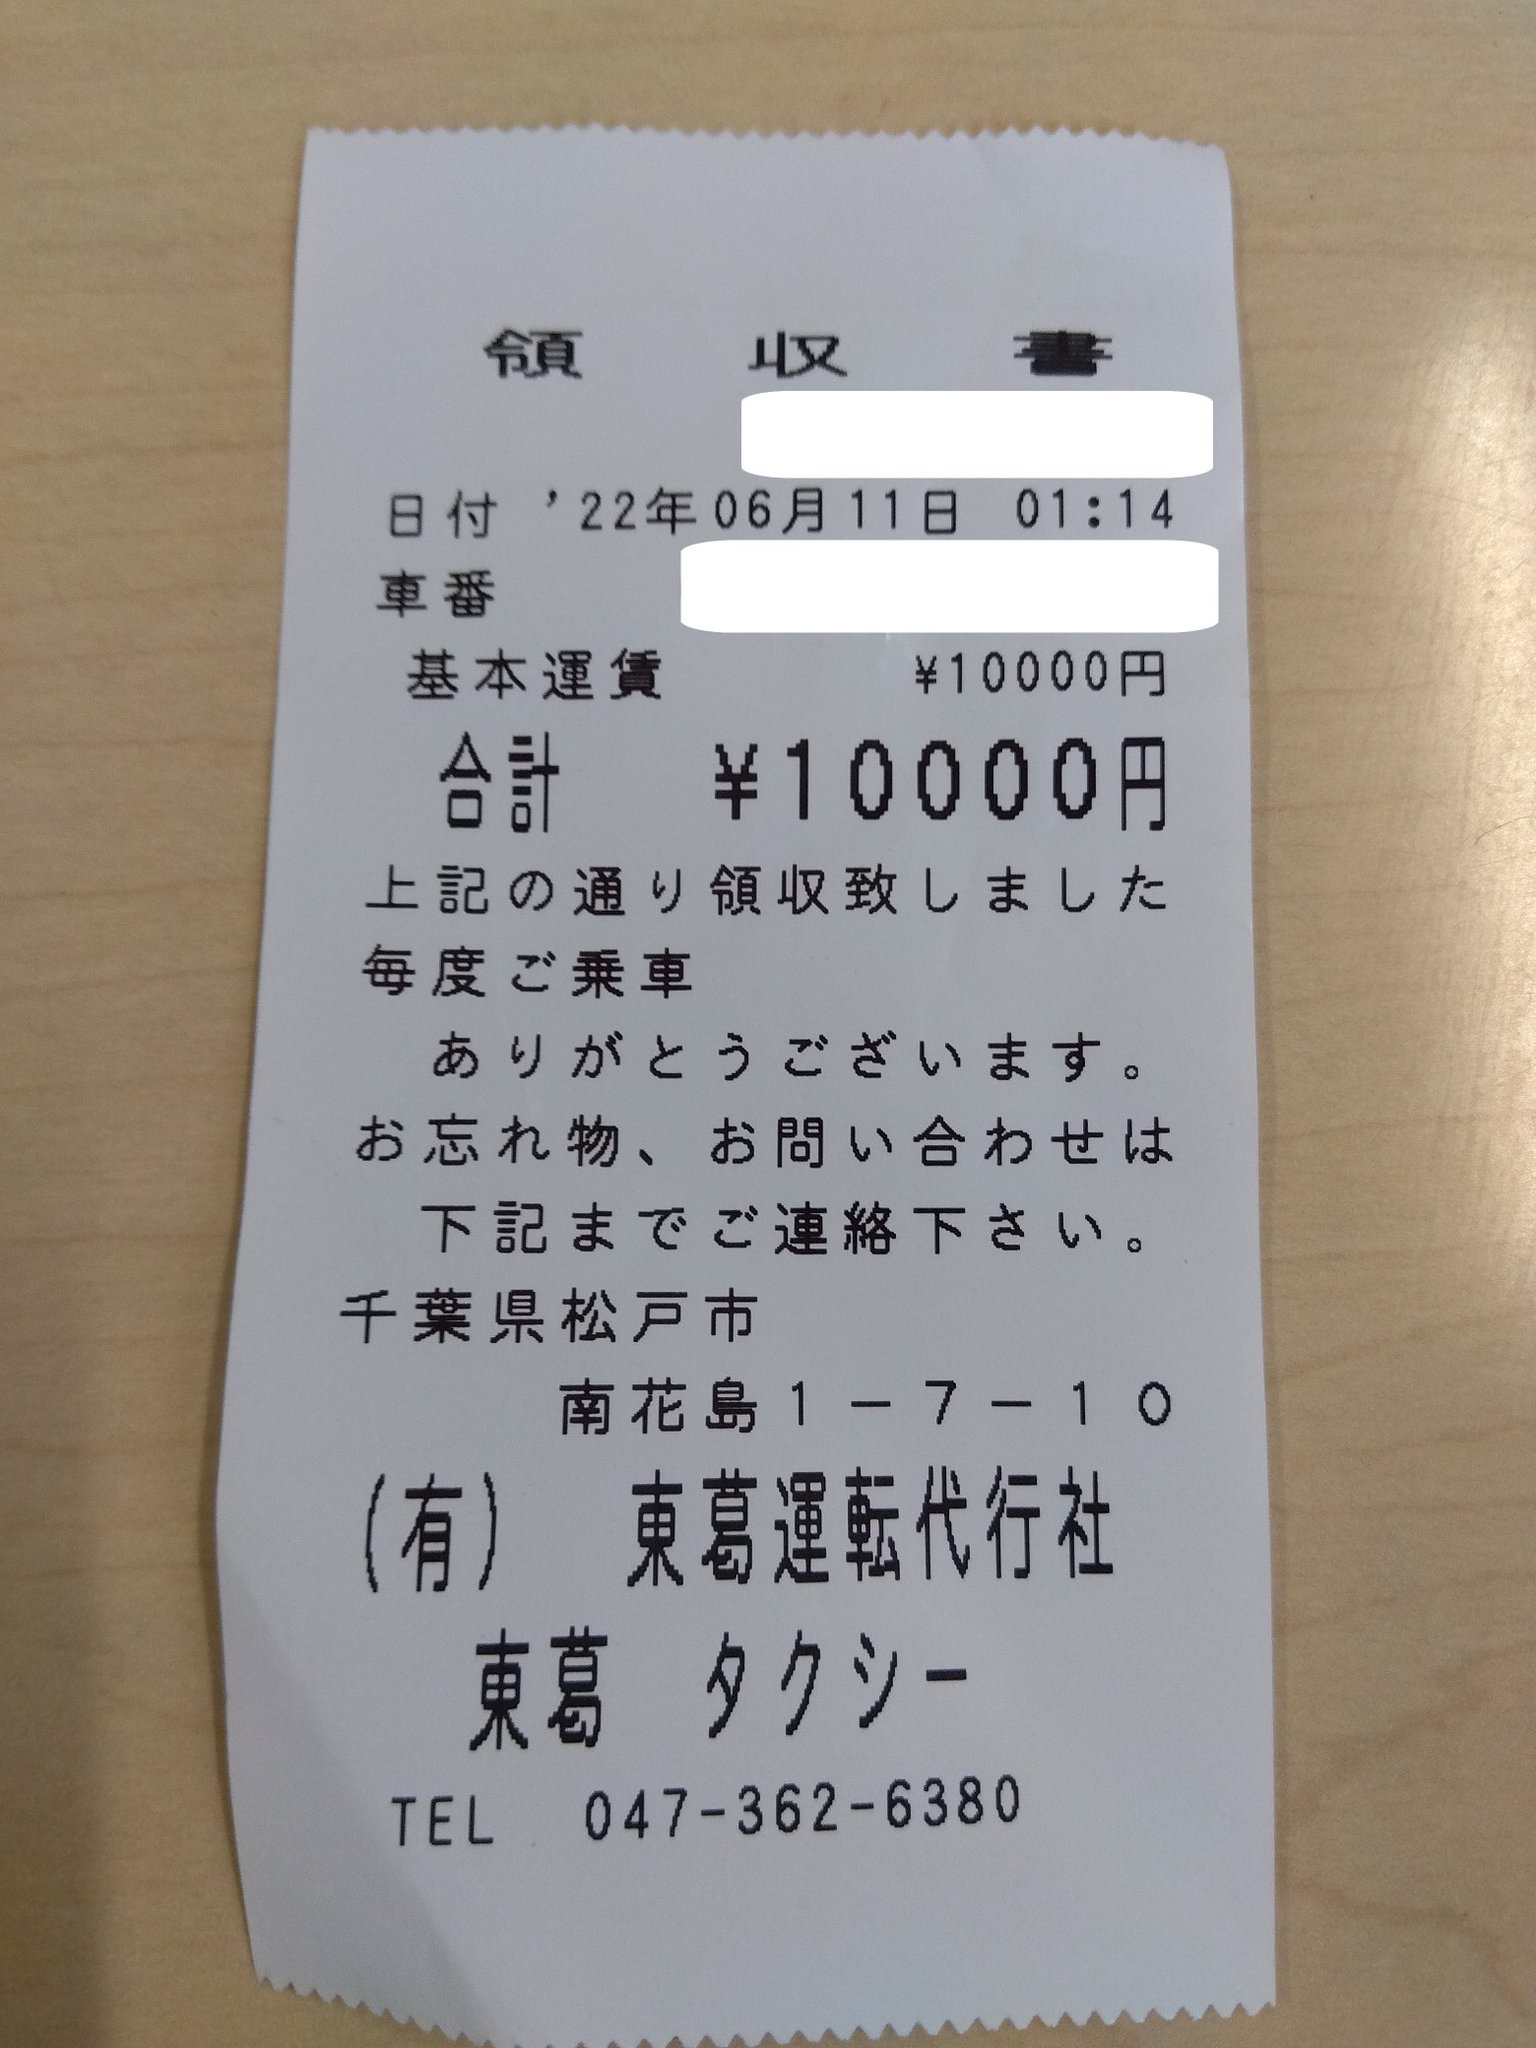 領収書
日付 '22年06月11日 01:14
車番
基本運賃 ¥10000円
合計 ¥10000円
上記の通り領収致しました
毎度ご乗車
ありがとうございます。
お忘れ物、お問い合わせは
下記までご連絡下さい。
千葉県松戸市
南花島1－7－10
(有) 東葛運転代行社
東葛 タクシー
TEL 047-362-6380